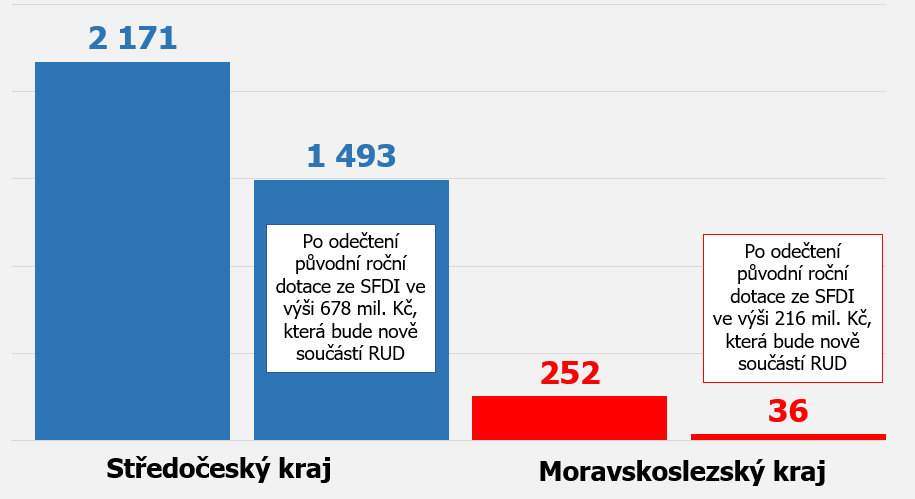 2 171
1 493
Po odečtení
původní roční
dotace ze SFDI ve
výši 678 mil. Kč,
která bude nově
součástí RUD
252
Po odečtení
původní roční
dotace ze SFDI
ve výši 216 mil. Kč,
která bude nově
součástí RUD
36
Středočeský kraj
Moravskoslezský kraj